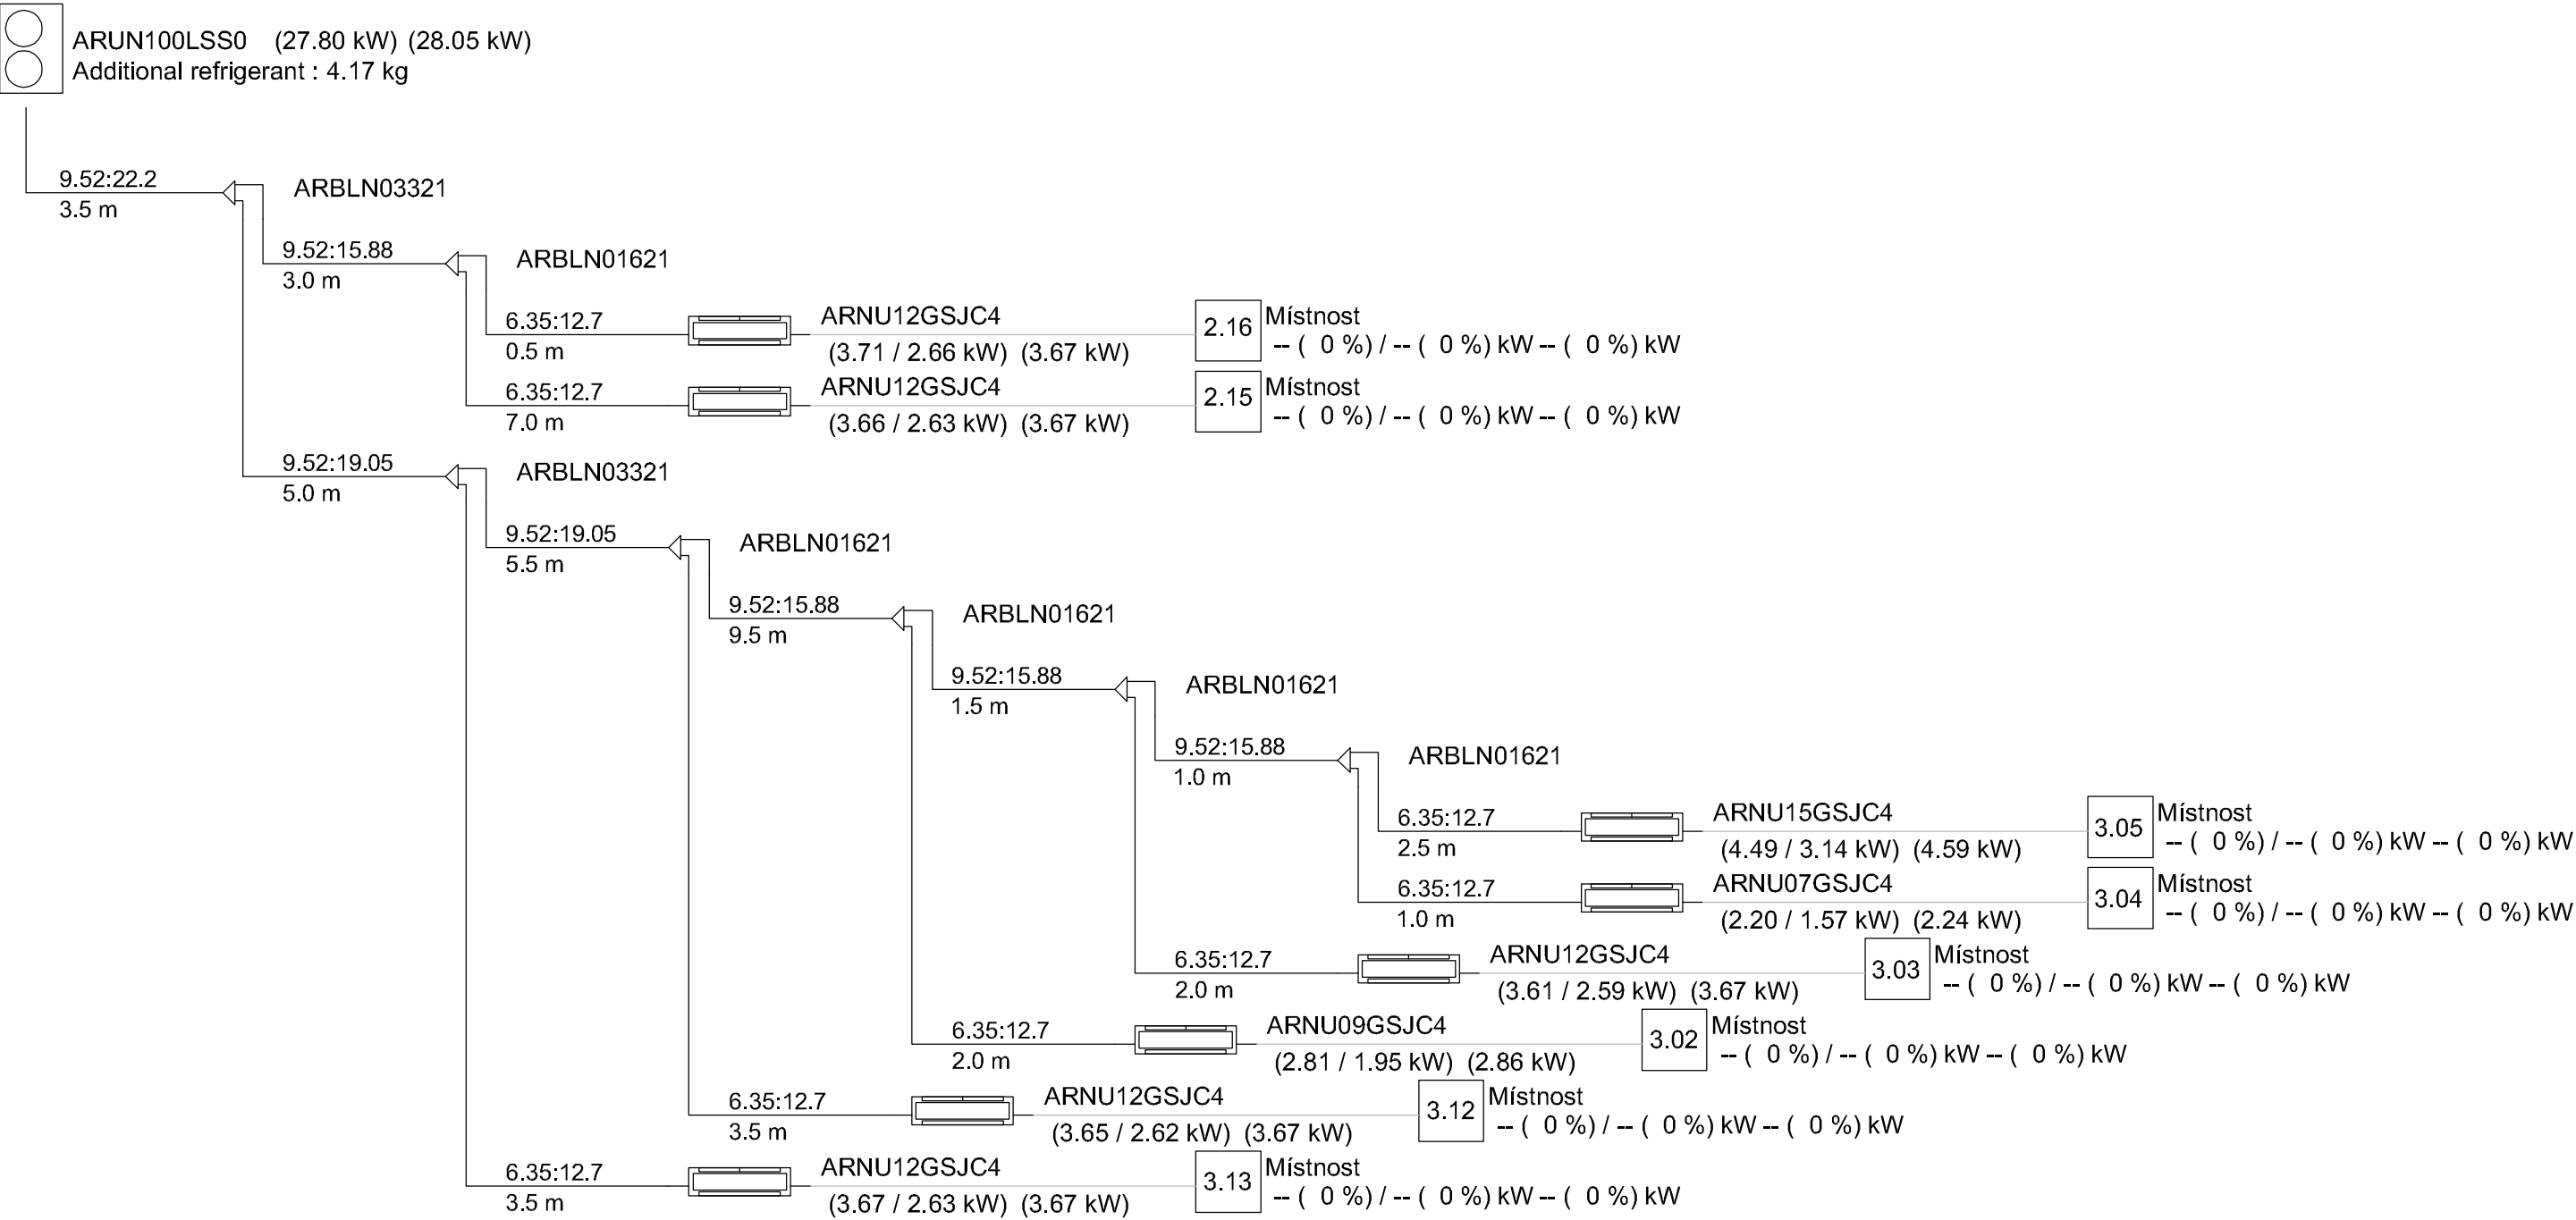 ARUN100LSS0 (27.80 kW) (28.05 kW)
Additional refrigerant : 4.17 kg
9.52:22.2
3.5 m
ARBLN03321
9.52:15.88
3.0 m
ARBLN01621
6.35:12.7
0.5 m
ARNU12GSJC4
(3.71 / 2.66 kW) (3.67 kW)
2.16
Místnost
-- ( 0 %) / -- ( 0 %) kW -- ( 0 %) kW
6.35:12.7
7.0 m
ARNU12GSJC4
(3.66 / 2.63 kW) (3.67 kW)
2.15
Místnost
-- ( 0 %) / -- ( 0 %) kW -- ( 0 %) kW
9.52:19.05
5.0 m
ARBLN03321
9.52:19.05
5.5 m
ARBLN01621
9.52:15.88
9.5 m
ARBLN01621
9.52:15.88
1.5 m
ARBLN01621
9.52:15.88
1.0 m
ARBLN01621
6.35:12.7
2.5 m
ARNU15GSJC4
(4.49 / 3.14 kW) (4.59 kW)
3.05
Místnost
-- ( 0 %) / -- ( 0 %) kW -- ( 0 %) kW
6.35:12.7
1.0 m
ARNU07GSJC4
(2.20 / 1.57 kW) (2.24 kW)
3.04
Místnost
-- ( 0 %) / -- ( 0 %) kW -- ( 0 %) kW
6.35:12.7
2.0 m
ARNU12GSJC4
(3.61 / 2.59 kW) (3.67 kW)
3.03
Místnost
-- ( 0 %) / -- ( 0 %) kW -- ( 0 %) kW
6.35:12.7
2.0 m
ARNU09GSJC4
(2.81 / 1.95 kW) (2.86 kW)
3.02
Místnost
-- ( 0 %) / -- ( 0 %) kW -- ( 0 %) kW
6.35:12.7
3.5 m
ARNU12GSJC4
(3.65 / 2.62 kW) (3.67 kW)
3.12
Místnost
-- ( 0 %) / -- ( 0 %) kW -- ( 0 %) kW
6.35:12.7
3.5 m
ARNU12GSJC4
(3.67 / 2.63 kW) (3.67 kW)
3.13
Místnost
-- ( 0 %) / -- ( 0 %) kW -- ( 0 %) kW